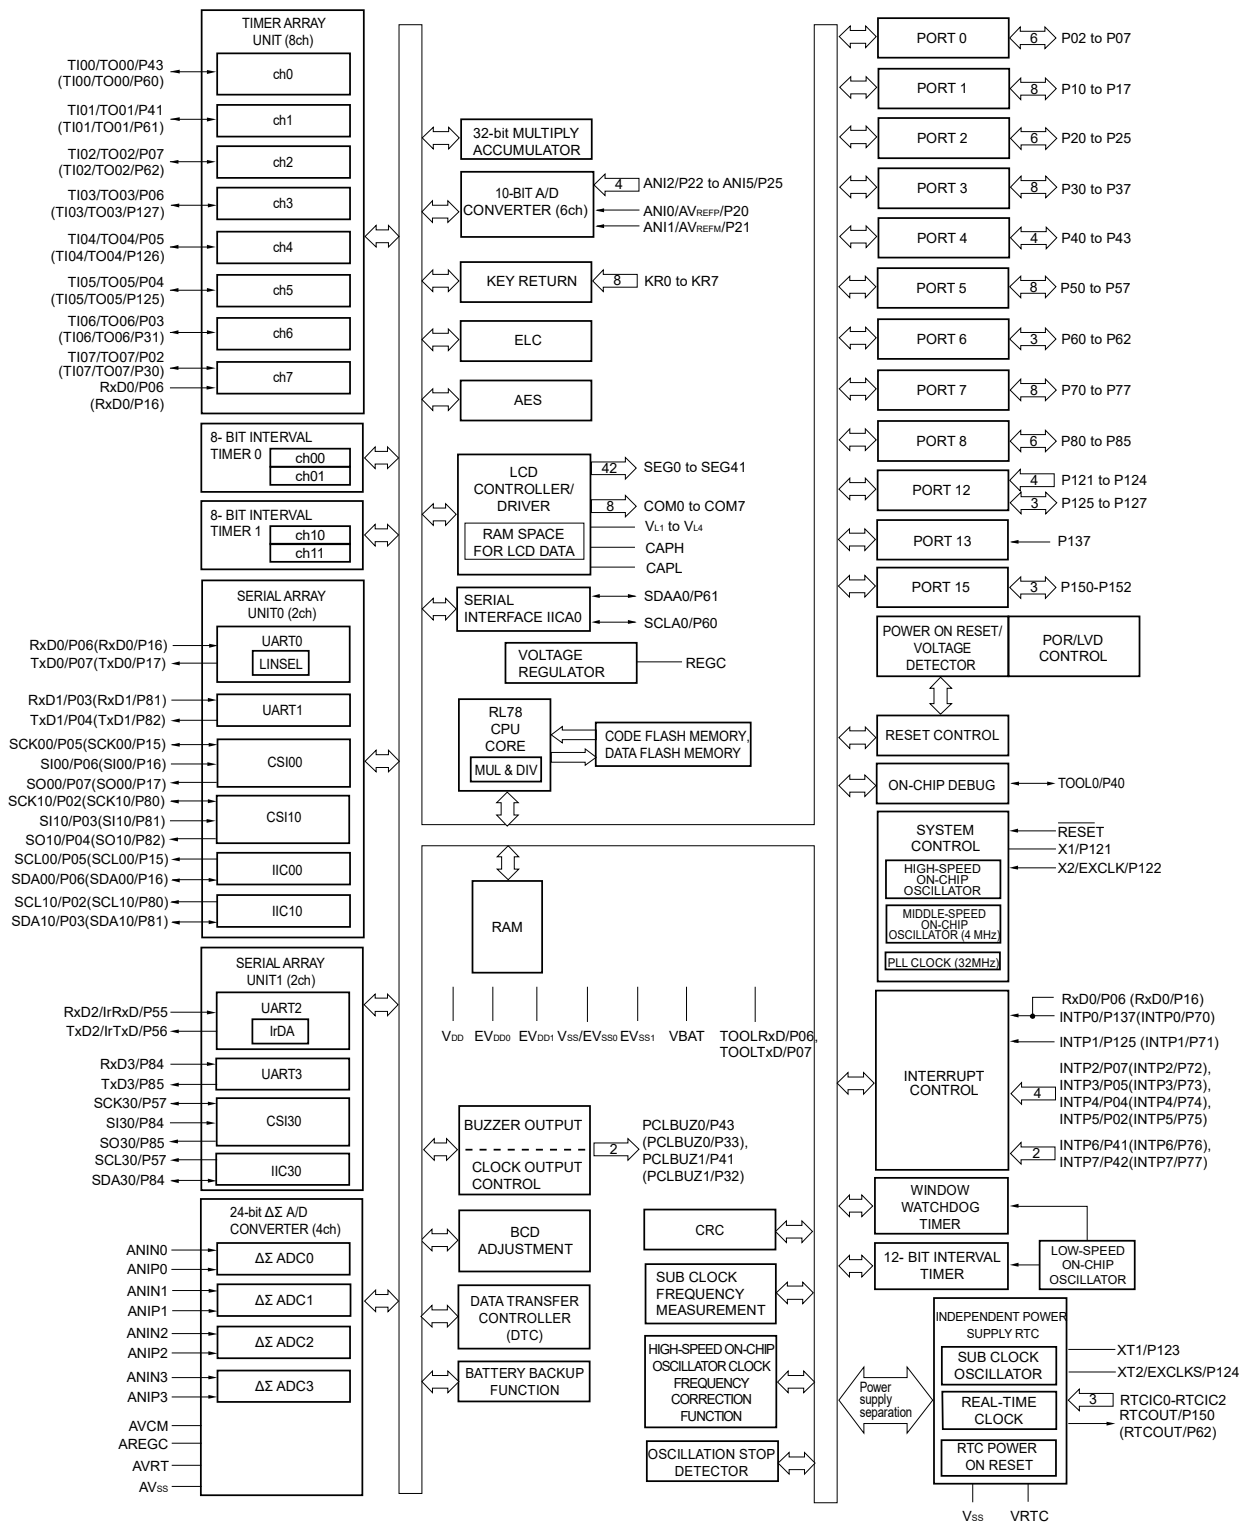 TIMER ARRAY
UNIT (8ch)
TI00/TO00/P43
(TI00/TO00/P60)
ch0
TI01/TO01/P41
(TI01/TO01/P61)
ch1
TI02/TO02/P07
(TI02/TO02/P62)
ch2
TI03/TO03/P06
(TI03/TO03/P127)
ch3
TI04/TO04/P05
(TI04/TO04/P126)
ch4
TI05/TO05/P04
(TI05/TO05/P125)
ch5
TI06/TO06/P03
(TI06/TO06/P31)
ch6
TI07/TO07/P02
(TI07/TO07/P30)
RxD0/P06
(RxD0/P16)
ch7
8- BIT INTERVAL
TIMER 0
ch00
ch01
8- BIT INTERVAL
TIMER 1
ch10
ch11
SERIAL ARRAY
UNIT0 (2ch)
RxD0/P06(RxD0/P16)
TxD0/P07(TxD0/P17)
UART0
LINSEL
RxD1/P03(RxD1/P81)
TxD1/P04(TxD1/P82)
UART1
SCK00/P05(SCK00/P15)
SI00/P06(SI00/P16)
SO00/P07(SO00/P17)
CSI00
SCK10/P02(SCK10/P80)
SI10/P03(SI10/P81)
SO10/P04(SO10/P82)
CSI10
SCL00/P05(SCL00/P15)
SDA00/P06(SDA00/P16)
IIC00
SCL10/P02(SCL10/P80)
SDA10/P03(SDA10/P81)
IIC10
SERIAL ARRAY
UNIT1 (2ch)
RxD2/IrRxD/P55
TxD2/IrTxD/P56
UART2
IrDA
RxD3/P84
TxD3/P85
UART3
SCK30/P57
SI30/P84
SO30/P85
CSI30
SCL30/P57
SDA30/P84
IIC30
24-bit ΔΣ A/D
CONVERTER (4ch)
ANIN0
ANIP0
ΔΣ ADC0
ANIN1
ANIP1
ΔΣ ADC1
ANIN2
ANIP2
ΔΣ ADC2
ANIN3
ANIP3
ΔΣ ADC3
AVCM
AREGC
AVRT
AVSS
32-bit MULTIPLY
ACCUMULATOR
10-BIT A/D
CONVERTER (6ch)
4 ANI2/P22 to ANI5/P25
ANI0/AVREFP/P20
ANI1/AVREFM/P21
KEY RETURN
8 KR0 to KR7
ELC
AES
LCD
CONTROLLER/
DRIVER
RAM SPACE
FOR LCD DATA
42 SEG0 to SEG41
8 COM0 to COM7
VL1 to VL4
CAPH
CAPL
SERIAL
INTERFACE IICA0
SDAA0/P61
SCLA0/P60
VOLTAGE
REGULATOR
REGC
RL78
CPU
CORE
MUL & DIV
CODE FLASH MEMORY,
DATA FLASH MEMORY
RAM
VDD EVDD0 EVDD1 VSS/EVSS0 EVSS1 VBAT TOOLRxD/P06,
TOOLTxD/P07
BUZZER OUTPUT
CLOCK OUTPUT
CONTROL
2
PCLBUZ0/P43
(PCLBUZ0/P33),
PCLBUZ1/P41
(PCLBUZ1/P32)
BCD
ADJUSTMENT
DATA TRANSFER
CONTROLLER
(DTC)
BATTERY BACKUP
FUNCTION
CRC
SUB CLOCK
FREQUENCY
MEASUREMENT
HIGH-SPEED ON-CHIP
OSCILLATOR CLOCK
FREQUENCY
CORRECTION
FUNCTION
OSCILLATION STOP
DETECTOR
PORT 0 6 P02 to P07
PORT 1 8 P10 to P17
PORT 2 6 P20 to P25
PORT 3 8 P30 to P37
PORT 4 4 P40 to P43
PORT 5 8 P50 to P57
PORT 6 3 P60 to P62
PORT 7 8 P70 to P77
PORT 8 6 P80 to P85
PORT 12
4 P121 to P124
3 P125 to P127
PORT 13 P137
PORT 15 3 P150-P152
POWER ON RESET/
VOLTAGE
DETECTOR
POR/LVD
CONTROL
RESET CONTROL
ON-CHIP DEBUG TOOL0/P40
SYSTEM
CONTROL
HIGH-SPEED
ON-CHIP
OSCILLATOR
MIDDLE-SPEED
ON-CHIP
OSCILLATOR (4 MHz)
PLL CLOCK (32MHz)
RESET
X1/P121
X2/EXCLK/P122
INTERRUPT
CONTROL
RxD0/P06 (RxD0/P16)
INTP0/P137(INTP0/P70)
INTP1/P125 (INTP1/P71)
4
INTP2/P07(INTP2/P72),
INTP3/P05(INTP3/P73),
INTP4/P04(INTP4/P74),
INTP5/P02(INTP5/P75)
2
INTP6/P41(INTP6/P76),
INTP7/P42(INTP7/P77)
WINDOW
WATCHDOG
TIMER
12- BIT INTERVAL
TIMER
LOW-SPEED
ON-CHIP
OSCILLATOR
Power
supply
separation
INDEPENDENT POWER
SUPPLY RTC
SUB CLOCK
OSCILLATOR
REAL-TIME
CLOCK
RTC POWER
ON RESET
XT1/P123
XT2/EXCLKS/P124
3 RTCIC0-RTCIC2
RTCOUT/P150
(RTCOUT/P62)
VSS VRTC